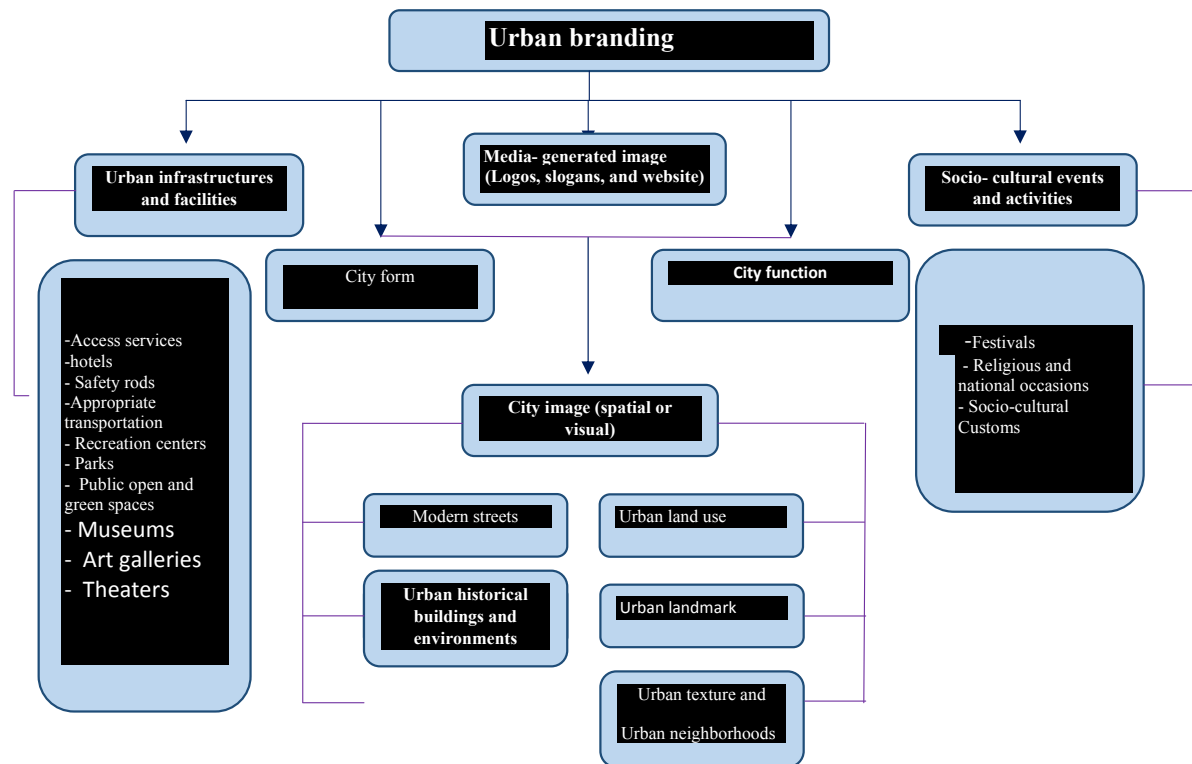 Urban branding
Urban infrastructures
and facilities
Media- generated image
(Logos, slogans, and website)
Socio- cultural events
and activities
City form
City function
-Access services
-hotels
- Safety rods
-Appropriate
transportation
- Recreation centers
- Parks
- Public open and
green spaces
- Museums
- Art galleries
- Theaters
-Festivals
- Religious and
national occasions
- Socio-cultural
Customs
City image (spatial or
visual)
Modern streets
Urban land use
Urban historical
buildings and
environments
Urban landmark
Urban texture and
Urban neighborhoods